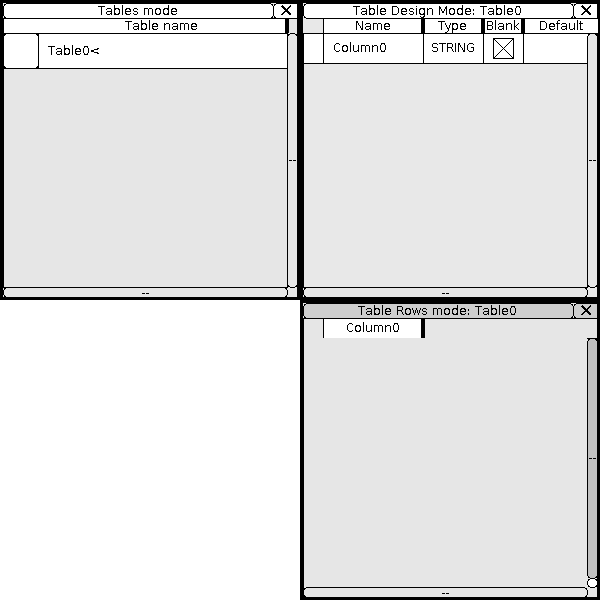 Tables mode
Table name
Table0<
--
--
Table Design Mode: Table0
Name Type Blank Default
Column0 STRING
--
--
Table Rows mode: Table0
Column0
--
--